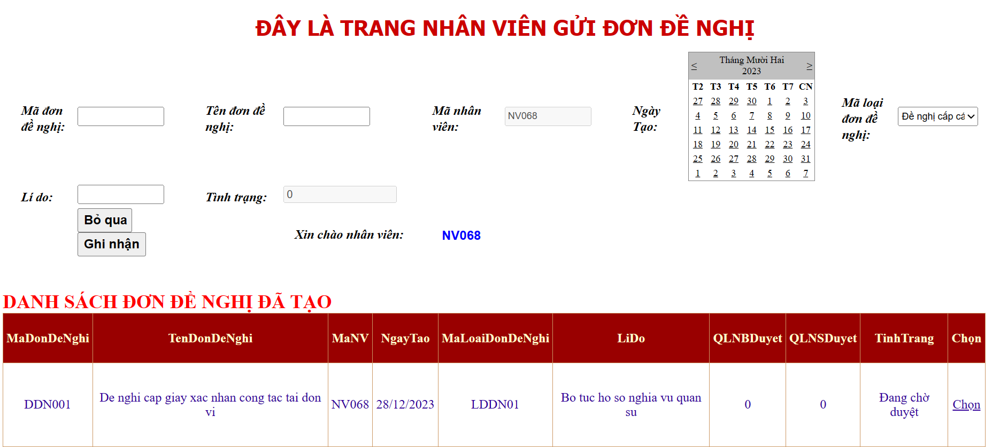 ĐÂY LÀ TRANG NHÂN VIÊN GỬI ĐƠN ĐỀ NGHỊ
Mã đơn
đề nghị:
Tên đơn đề
nghị:
Mã nhân
viên:
NV068
Ngày
Tạo:
< Tháng Mười Hai >
2023
T2 T3 T4 T5 T6 T7 CN
27 28 29 30 1 2 3
4 5 6 7 8 9 10
11 12 13 14 15 16 17
18 19 20 21 22 23 24
25 26 27 28 29 30 31
1 2 3 4 5 6 7
Mã loại
đơn đề
nghị:
Đề nghị cấp cá
Lí do:
Tình trạng: 0
Bỏ qua
Ghi nhận
Xin chào nhân viên: NV068
DANH SÁCH ĐƠN ĐỀ NGHỊ ĐÃ TẠO
MaDonDeNghi TenDonDeNghi MaNV NgayTao MaLoaiDonDeNghi LiDo QLNBDuyet QLNSDuyet TinhTrang Chọn
DDN001
De nghi cap giay xac nhan cong tac tai don
vi
NV068
28/12/2023
LDDN01
Bo tuc ho so nghia vu quan
su
0
0
Đang chờ
duyệt
Chọn